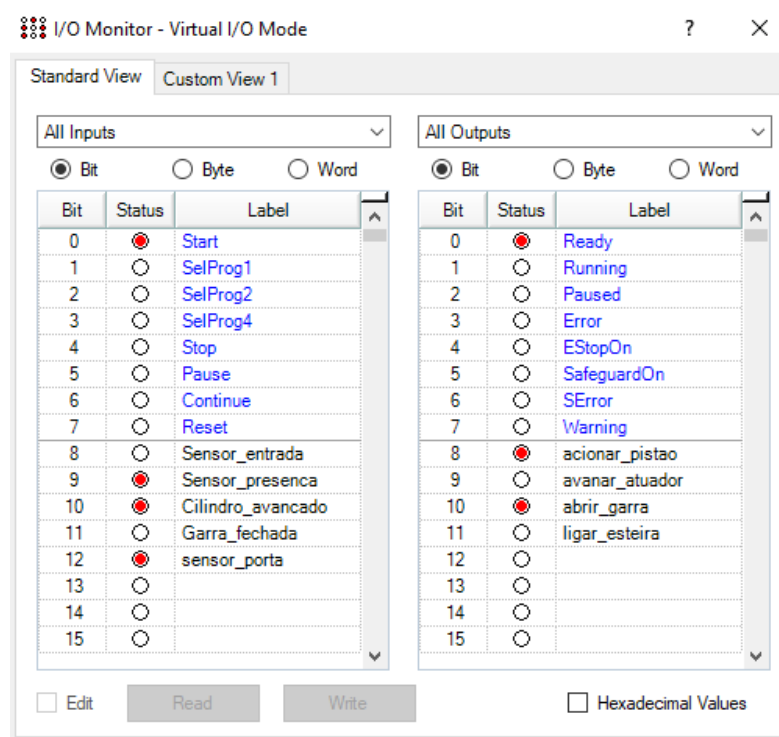 I/O Monitor - Virtual I/O Mode ?
Standard View Custom View 1
All Inputs All Outputs
Bit Byte Word Bit Byte Word
Bit Status Label Bit Status Label
0 Start 0 Ready
1 SelProg1 1 Running
2 SelProg2 2 Paused
3 SelProg4 3 Error
4 Stop 4 EStopOn
5 Pause 5 SafeguardOn
6 Continue 6 SError
7 Reset 7 Warning
8 Sensor_entrada 8 acionar_pistao
9 Sensor_presenca 9 avanar_atuador
10 Cilindro_avancado 10 abrir_garra
11 Garra_fechada 11 ligar_esteira
12 sensor_porta 12
13 13
14 14
15 15
Edit Read Write Hexadecimal Values